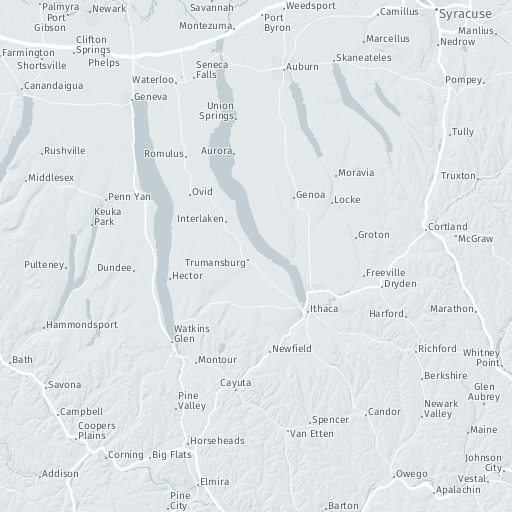 Palmyra
Newark
Savannah
Weedsport
Camillus
Port
Gibson
Montezuma
Port
Byron
Syracuse
Manlius
Farmington
Clifton
Springs
Marcellus
Nedrow
Shortsville
Phelps
Skaneateles
Seneca
Falls
Auburn
Waterloo
Pompey
Canandaigua
Geneva
Union
Springs
Tully
Rushville
Romulus
Aurora
Moravia
Truxton
Middlesex
Penn Yan
Ovid
Genoa
Locke
Keuka
Park
Interlaken
Cortland
Groton
McGraw
Pulteney
Dundee
Trumansburg
Hector
Freeville
Dryden
Ithaca
Harford
Marathon
Hammondsport
Watkins
Glen
Newfield
Richford
Whitney
Point
Bath
Montour
Berkshire
Savona
Cayuta
Glen
Aubrey
Pine
Valley
Newark
Valley
Campbell
Spencer
Candor
Coopers
Plains
Van Etten
Maine
Horseheads
Corning
Big Flats
Johnson
City
Addison
Elmira
Owego
Vestal
Apalachin
Pine
City
Barton